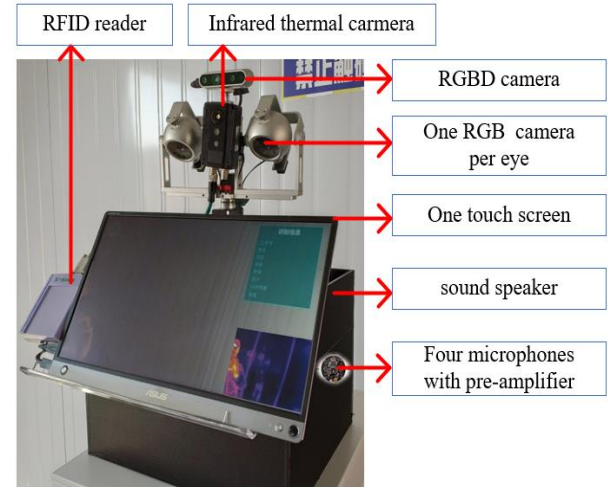 RFID reader
Infrared thermal carmera
RGBD camera
One RGB camera
per eye
One touch screen
sound speaker
Four microphones
with pre-amplifier
ASUS